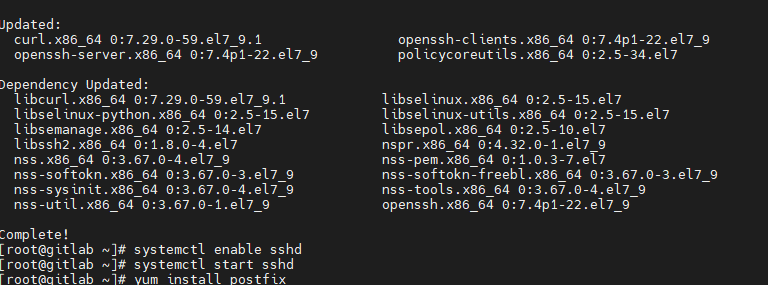 Updated:
  curl.x86_64 0:7.29.0-59.el7_9.1                  openssh-clients.x86_64 0:7.4p1-22.el7_9
  openssh-server.x86_64 0:7.4p1-22.el7_9           policycoreutils.x86_64 0:2.5-34.el7

Dependency Updated:
  libcurl.x86_64 0:7.29.0-59.el7_9.1             libselinux.x86_64 0:2.5-15.el7
  libselinux-python.x86_64 0:2.5-15.el7          libselinux-utils.x86_64 0:2.5-15.el7
  libsemanage.x86_64 0:2.5-14.el7                libsepol.x86_64 0:2.5-10.el7
  libssh2.x86_64 0:1.8.0-4.el7                   nspr.x86_64 0:4.32.0-1.el7_9
  nss.x86_64 0:3.67.0-4.el7_9                    nss-pem.x86_64 0:1.0.3-7.el7
  nss-softokn.x86_64 0:3.67.0-3.el7_9            nss-softokn-freebl.x86_64 0:3.67.0-3.el7_9
  nss-sysinit.x86_64 0:3.67.0-4.el7_9            nss-tools.x86_64 0:3.67.0-4.el7_9
  nss-util.x86_64 0:3.67.0-1.el7_9               openssh.x86_64 0:7.4p1-22.el7_9

Complete!
[root@gitlab ~]# systemctl enable sshd
[root@gitlab ~]# systemctl start sshd
[root@gitlab ~]# yum install postfix